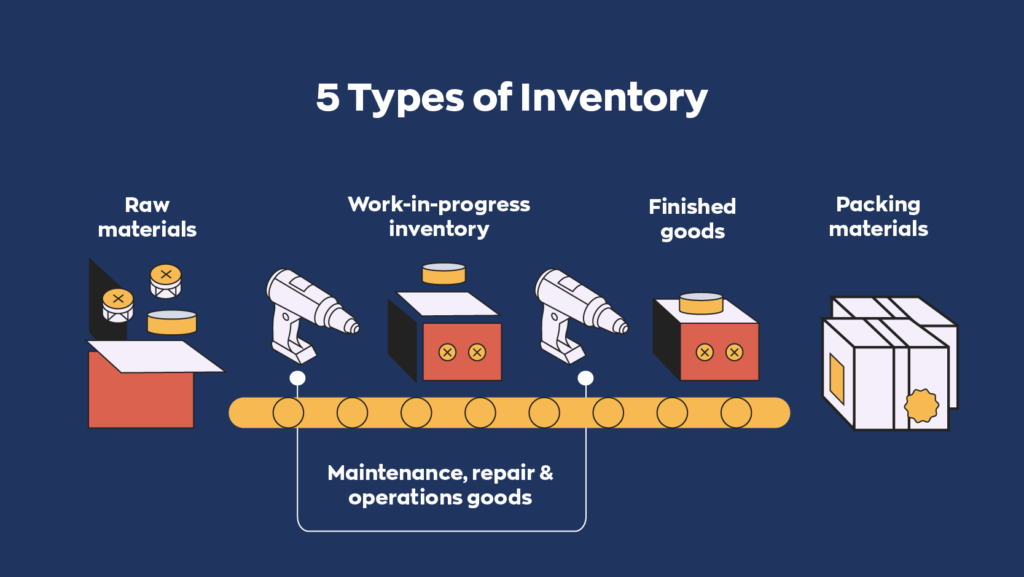 5 Types of Inventory
Raw
materials
Work-in-progress
inventory
Finished
goods
Packing
materials
Maintenance, repair &
operations goods